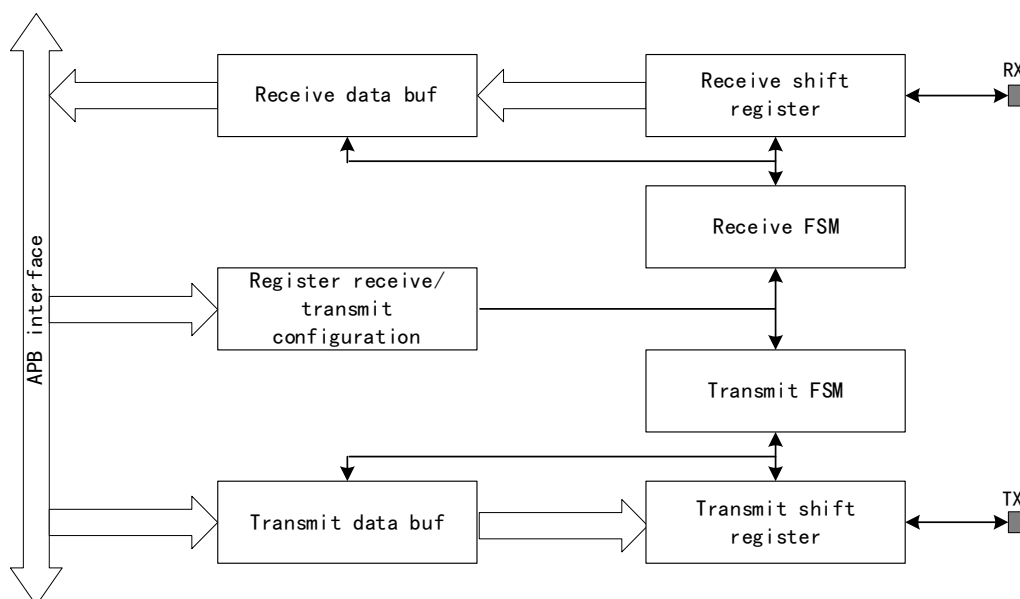 RX
Receive data buf
Receive shift
register
Receive FSM
APB interface
Register receive/
transmit
configuration
Transmit FSM
TX
Transmit data buf
Transmit shift
register